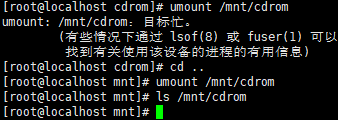 [root@localhost cdrom]# umount /mnt/cdrom
umount: /mnt/cdrom：目标忙。
(有些情况下通过 lsof(8) 或 fuser(1) 可以
找到有关使用该设备的进程的有用信息)
[root@localhost cdrom]# cd ..
[root@localhost mnt]# umount /mnt/cdrom
[root@localhost mnt]# ls /mnt/cdrom
[root@localhost mnt]#